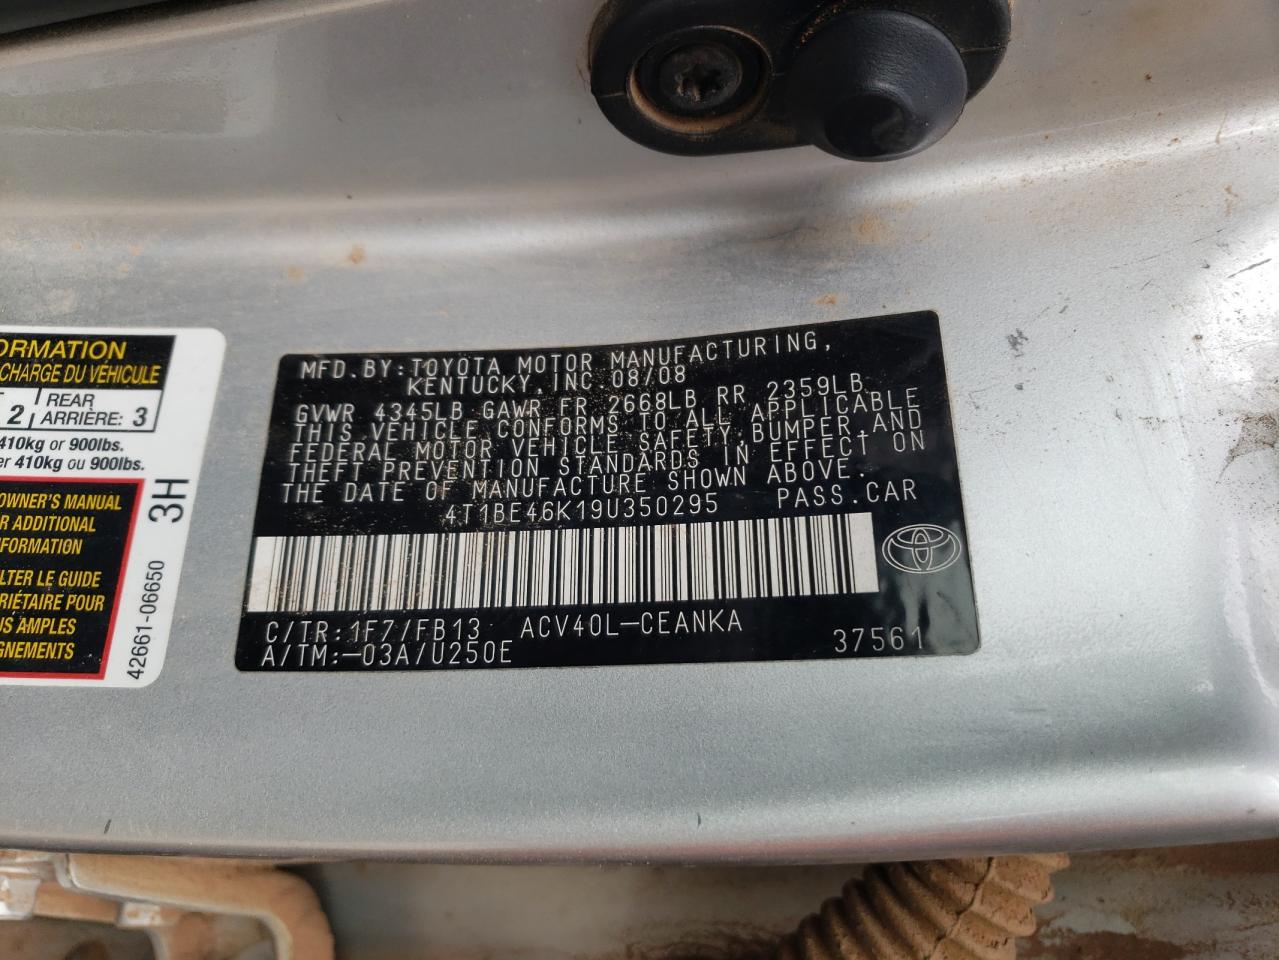 ORMATION
CHARGE DU VÉHICULE
2 REAR
ARRIÈRE: 3
410kg or 900lbs.
er 410kg ou 900lbs.
OWNER'S MANUAL
R ADDITIONAL
NFORMATION
LTER LE GUIDE
RIÉTAIRE POUR
US AMPLES
GNEMENTS
3H
42661-06650
MFD.BY:TOYOTA MOTOR MANUFACTURING,
KENTUCKY,INC 08/08
GVWR 4345LB GAWR FR 2668LB RR 2359LB
THIS VEHICLE CONFORMS TO ALL APPLICABLE
FEDERAL MOTOR VEHICLE SAFETY,BUMPER,AND
THEFT PREVENTION STANDARDS IN EFFECT ON
THE DATE OF MANUFACTURE SHOWN ABOVE.
4T1BE46K19U350295 PASS.CAR
C/TR:1F7/FB13 ACV40L-CEANKA
A/TM:-03A/U250E 37561